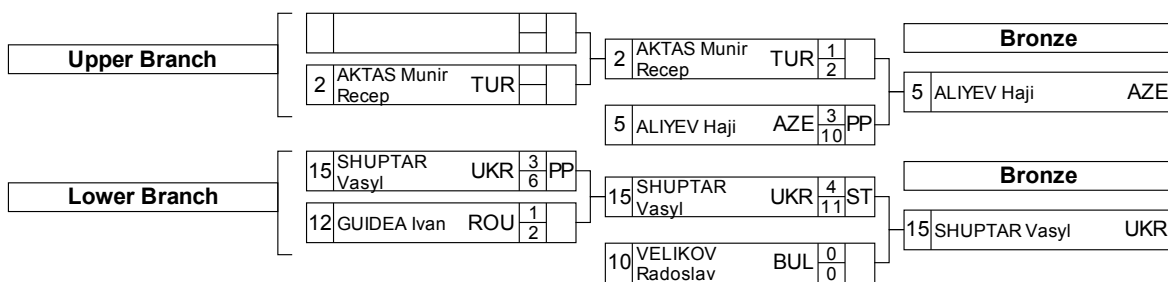 Upper Branch
2 AKTAS Munir Recep TUR
2 AKTAS Munir Recep TUR 1 2
5 ALIYEV Haji AZE 3 10 PP
Bronze
5 ALIYEV Haji AZE
Lower Branch
15 SHUPTAR Vasyl UKR 3 6 PP
12 GUIDEA Ivan ROU 1 2
15 SHUPTAR Vasyl UKR 4 11 ST
10 VELIKOV Radoslav BUL 0 0
Bronze
15 SHUPTAR Vasyl UKR